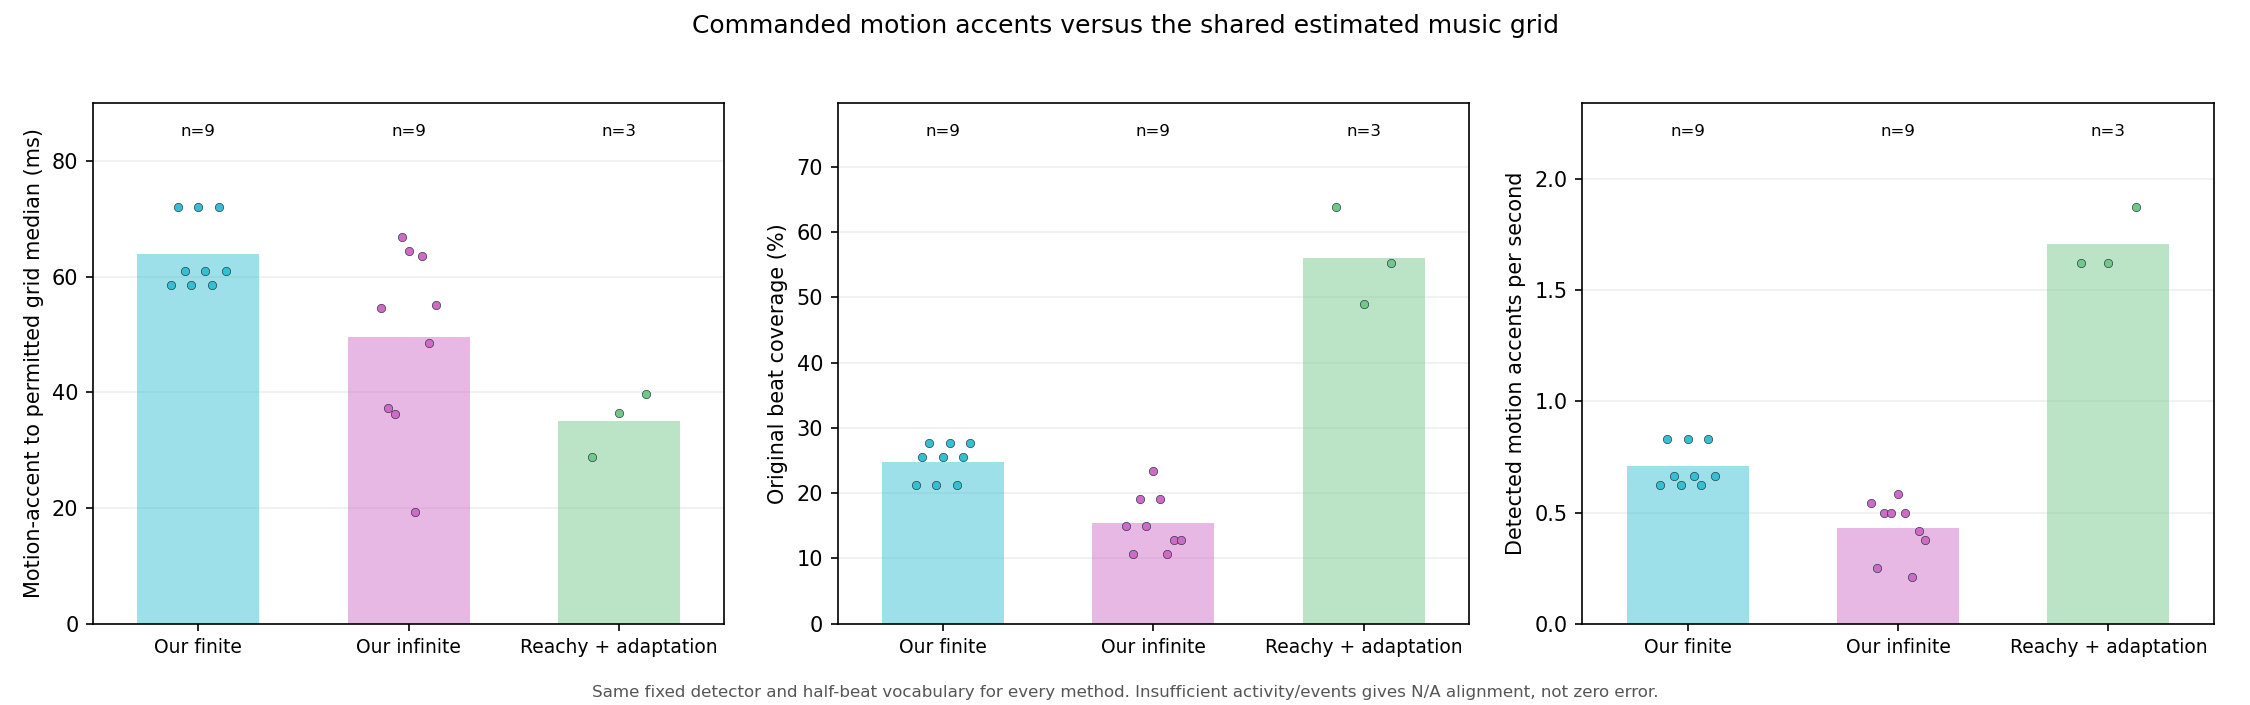 Commanded motion accents versus the shared estimated music grid
Motion-accent to permitted grid median (ms)
80
60
40
20
0
n=9
n=9
n=3
Our finite
Our infinite
Reachy + adaptation
Original beat coverage (%)
70
60
50
40
30
20
10
0
n=9
n=9
n=3
Our finite
Our infinite
Reachy + adaptation
Detected motion accents per second
2.0
1.5
1.0
0.5
0.0
n=9
n=9
n=3
Our finite
Our infinite
Reachy + adaptation
Same fixed detector and half-beat vocabulary for every method. Insufficient activity/events gives N/A alignment, not zero error.